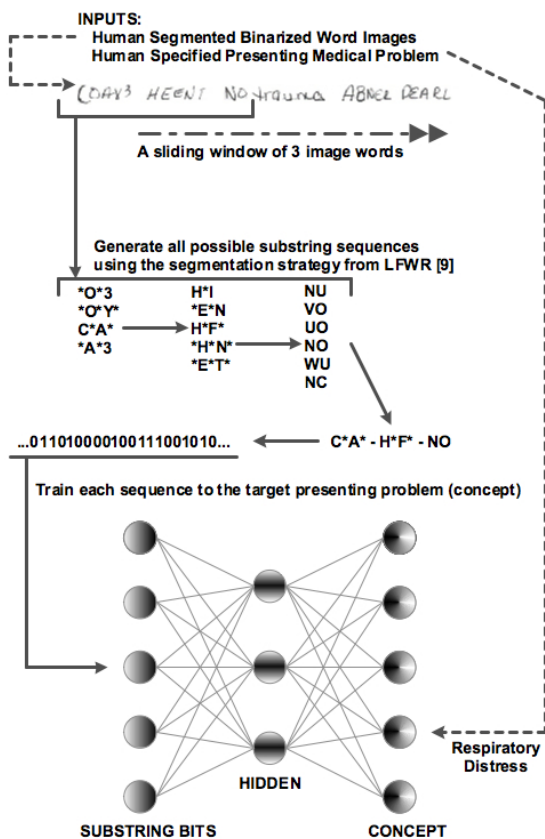 INPUTS:
Human Segmented Binarized Word Images
Human Specified Presenting Medical Problem
COAV3 HEENT NO trauma ABNER PEARL
A sliding window of 3 image words
Generate all possible substring sequences
using the segmentation strategy from LFWR [9]
*O*3 H*I NU
*O*Y* *E*N VO
C*A* H*F* UO
*A*3 *H*N* NO
*E*T* WU
NC
...0110100000100111001010... C*A* - H*F* - NO
Train each sequence to the target presenting problem (concept)
Respiratory
Distress
HIDDEN
SUBSTRING BITS CONCEPT